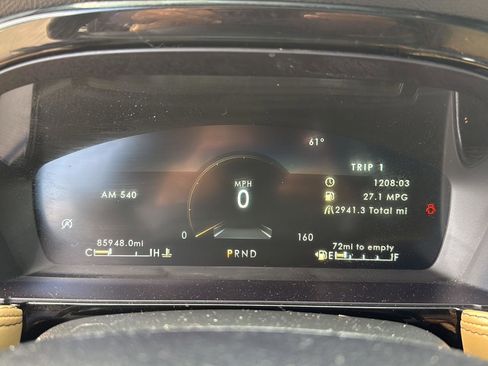 61°
TRIP 1
1208:03
27.1 MPG
2941.3 Total mi
AM 540
MPH
0
0
160
85948.0mi
C H
PRND
72mi to empty
E F